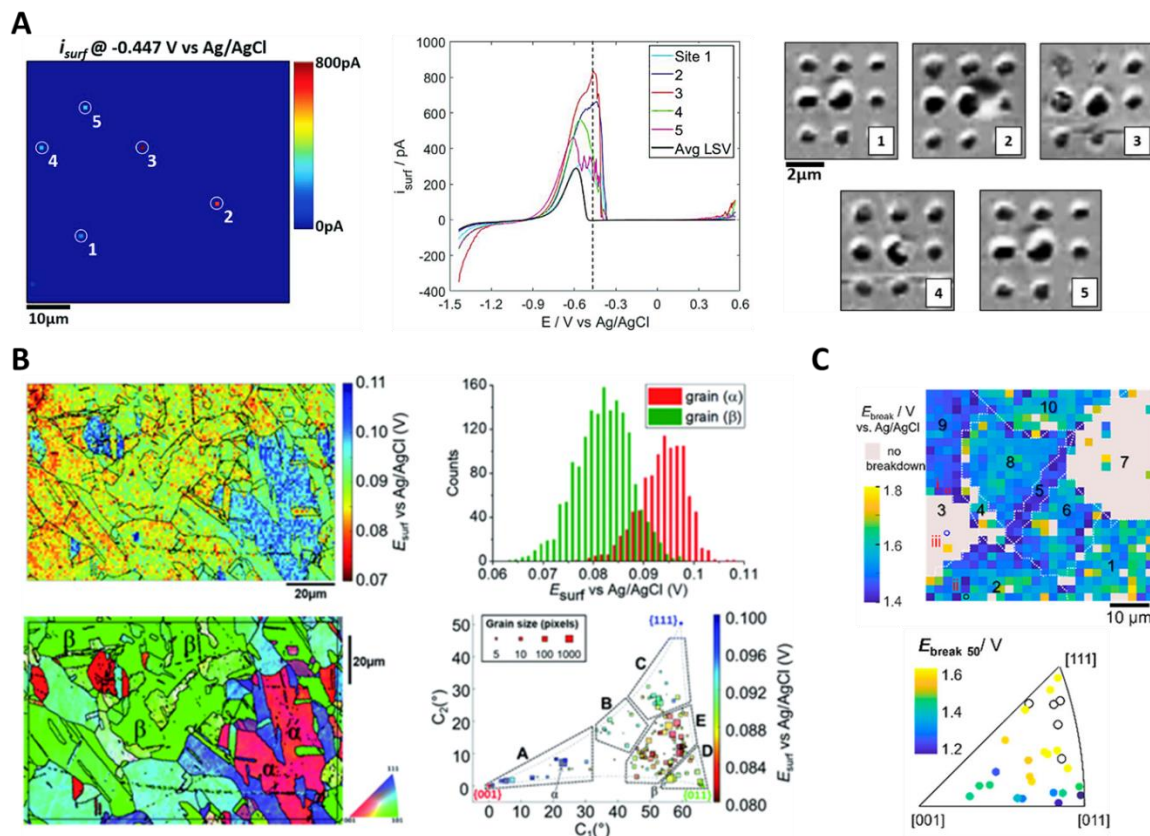 A
i_surf @ -0.447 V vs Ag/AgCl
800pA
0pA
5
4
3
2
1
10μm
1000
800
600
400
200
0
-200
-400
i_surf / pA
-1.5 -1.2 -0.9 -0.6 -0.3 0 0.3 0.6
E / V vs Ag/AgCl
Site 1
2
3
4
5
Avg LSV
1
2
3
2μm
4
5
B
0.11
0.10
0.09
0.08
0.07
E_surf vs Ag/AgCl (V)
20μm
160
120
80
40
0
Counts
grain (α)
grain (β)
0.06 0.07 0.08 0.09 0.10 0.11
E_surf vs Ag/AgCl (V)
β
β
β
α
α
20μm
111
001
101
50
40
30
20
10
0
C₂(°)
Grain size (pixels)
5 10 100 1000
{111}
C
B
E
A
D
α
β
{001}
{011}
0 10 20 30 40 50 60
C₁(°)
0.100
0.096
0.092
0.088
0.084
0.080
E_surf vs Ag/AgCl (V)
C
E_break / V
vs. Ag/AgCl
no
breakdown
1.8
1.6
1.4
9
10
8
7
5
3
4
6
iii
ii
2
1
10 μm
E_break 50/ V
1.6
1.4
1.2
[111]
[001]
[011]